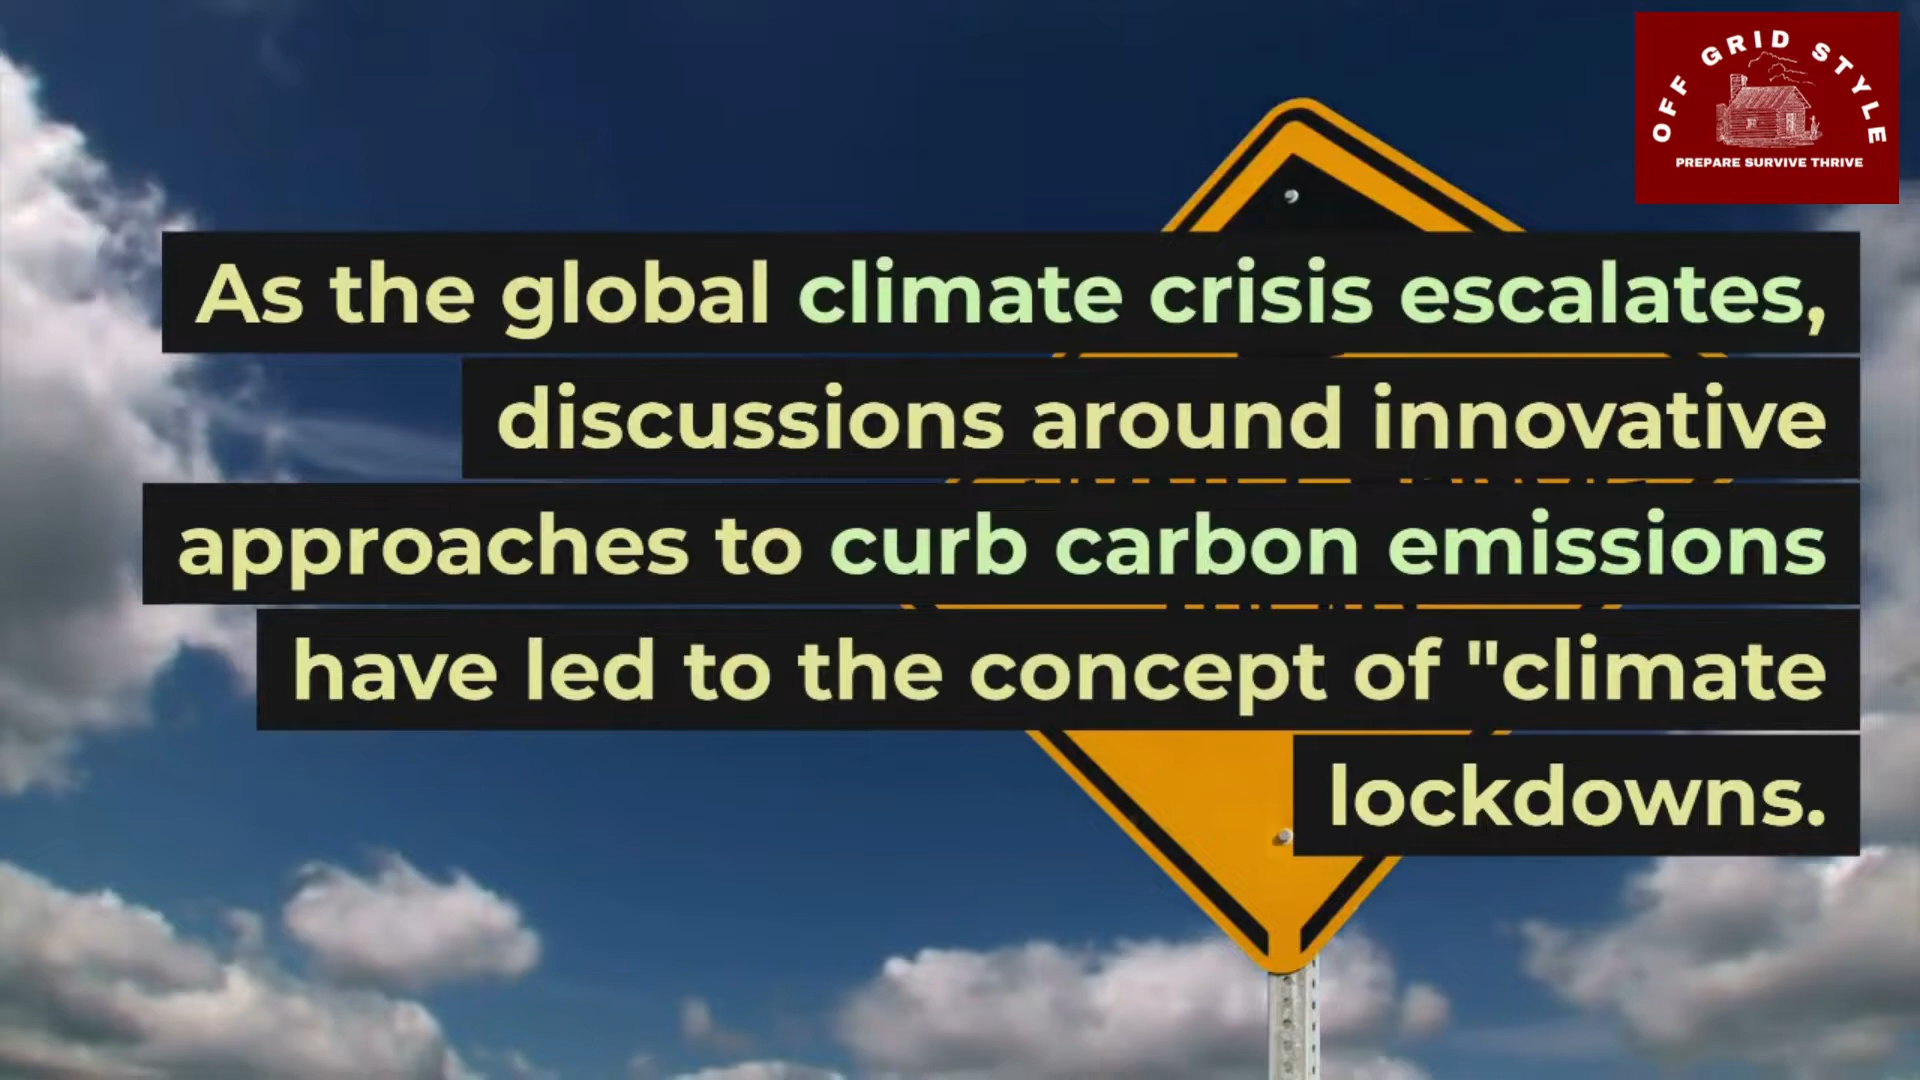 OFF GRID STYLE
PREPARE SURVIVE THRIVE
As the global climate crisis escalates,
discussions around innovative
approaches to curb carbon emissions
have led to the concept of "climate
lockdowns.